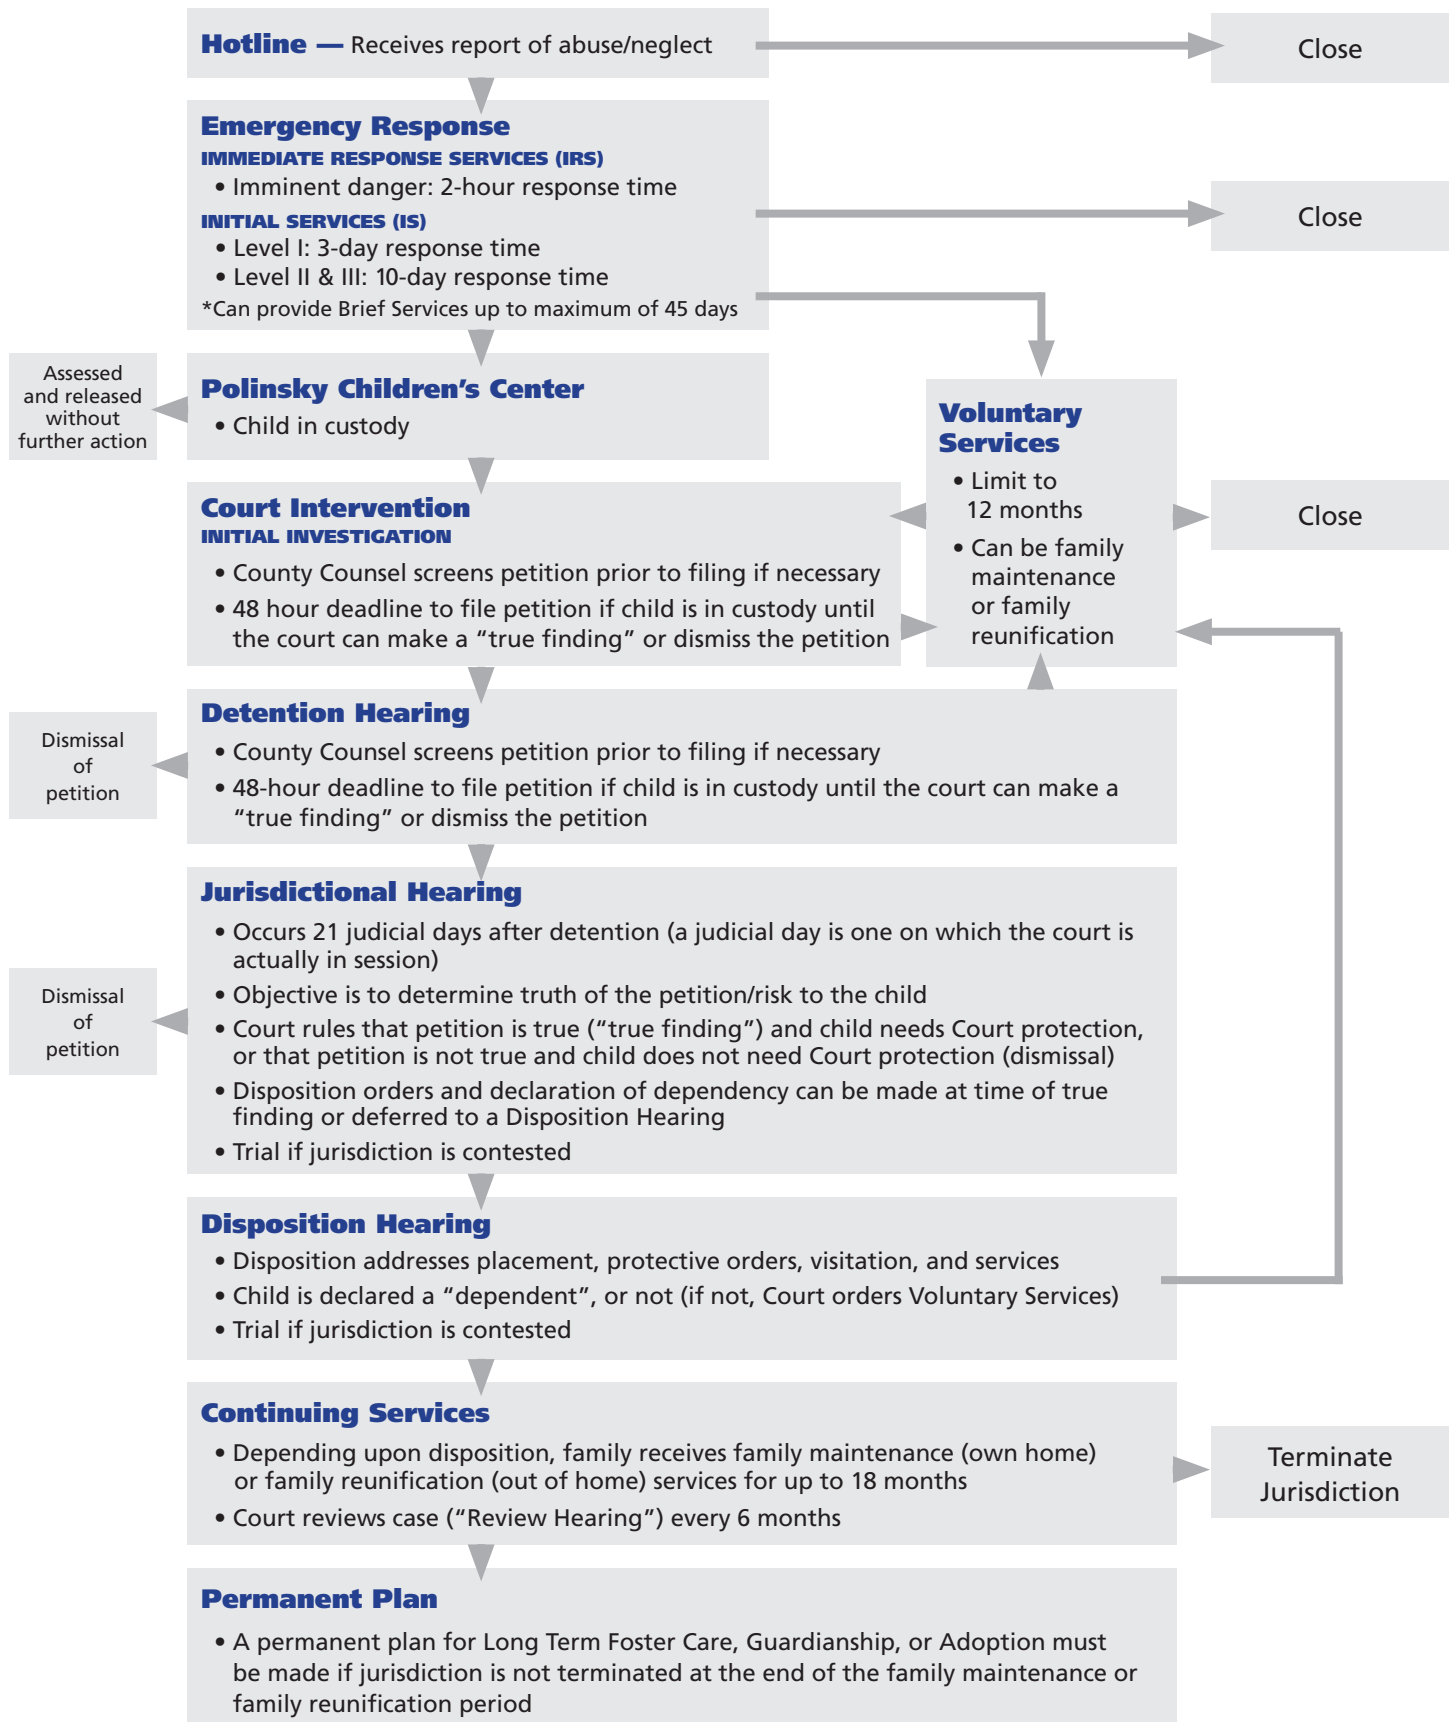 Hotline — Receives report of abuse/neglect
Close
Emergency Response
IMMEDIATE RESPONSE SERVICES (IRS)
• Imminent danger: 2-hour response time
INITIAL SERVICES (IS)
• Level I: 3-day response time
• Level II & III: 10-day response time
*Can provide Brief Services up to maximum of 45 days
Close
Assessed
and released
without
further action
Polinsky Children's Center
• Child in custody
Voluntary
Services
• Limit to
12 months
• Can be family
maintenance
or family
reunification
Close
Court Intervention
INITIAL INVESTIGATION
• County Counsel screens petition prior to filing if necessary
• 48 hour deadline to file petition if child is in custody until
the court can make a “true finding” or dismiss the petition
Dismissal
of
petition
Detention Hearing
• County Counsel screens petition prior to filing if necessary
• 48-hour deadline to file petition if child is in custody until the court can make a
“true finding” or dismiss the petition
Dismissal
of
petition
Jurisdictional Hearing
• Occurs 21 judicial days after detention (a judicial day is one on which the court is
actually in session)
• Objective is to determine truth of the petition/risk to the child
• Court rules that petition is true (“true finding”) and child needs Court protection,
or that petition is not true and child does not need Court protection (dismissal)
• Disposition orders and declaration of dependency can be made at time of true
finding or deferred to a Disposition Hearing
• Trial if jurisdiction is contested
Disposition Hearing
• Disposition addresses placement, protective orders, visitation, and services
• Child is declared a “dependent”, or not (if not, Court orders Voluntary Services)
• Trial if jurisdiction is contested
Continuing Services
• Depending upon disposition, family receives family maintenance (own home)
or family reunification (out of home) services for up to 18 months
• Court reviews case (“Review Hearing”) every 6 months
Terminate
Jurisdiction
Permanent Plan
• A permanent plan for Long Term Foster Care, Guardianship, or Adoption must
be made if jurisdiction is not terminated at the end of the family maintenance or
family reunification period